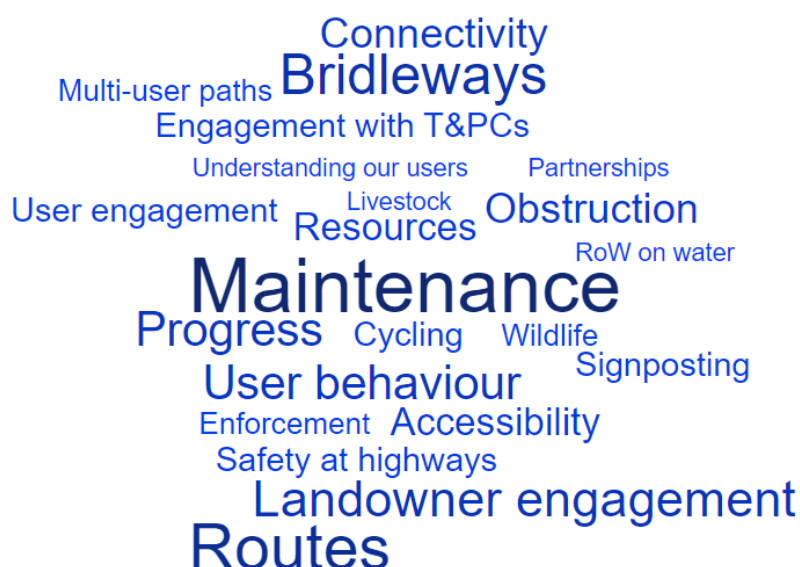 Connectivity
Bridleways
Multi-user paths
Engagement with T&PCs
Understanding our users
Partnerships
Livestock
User engagement
Resources
Obstruction
RoW on water
Maintenance
Progress
Cycling
Wildlife
Signposting
User behaviour
Enforcement
Accessibility
Safety at highways
Landowner engagement
Routes